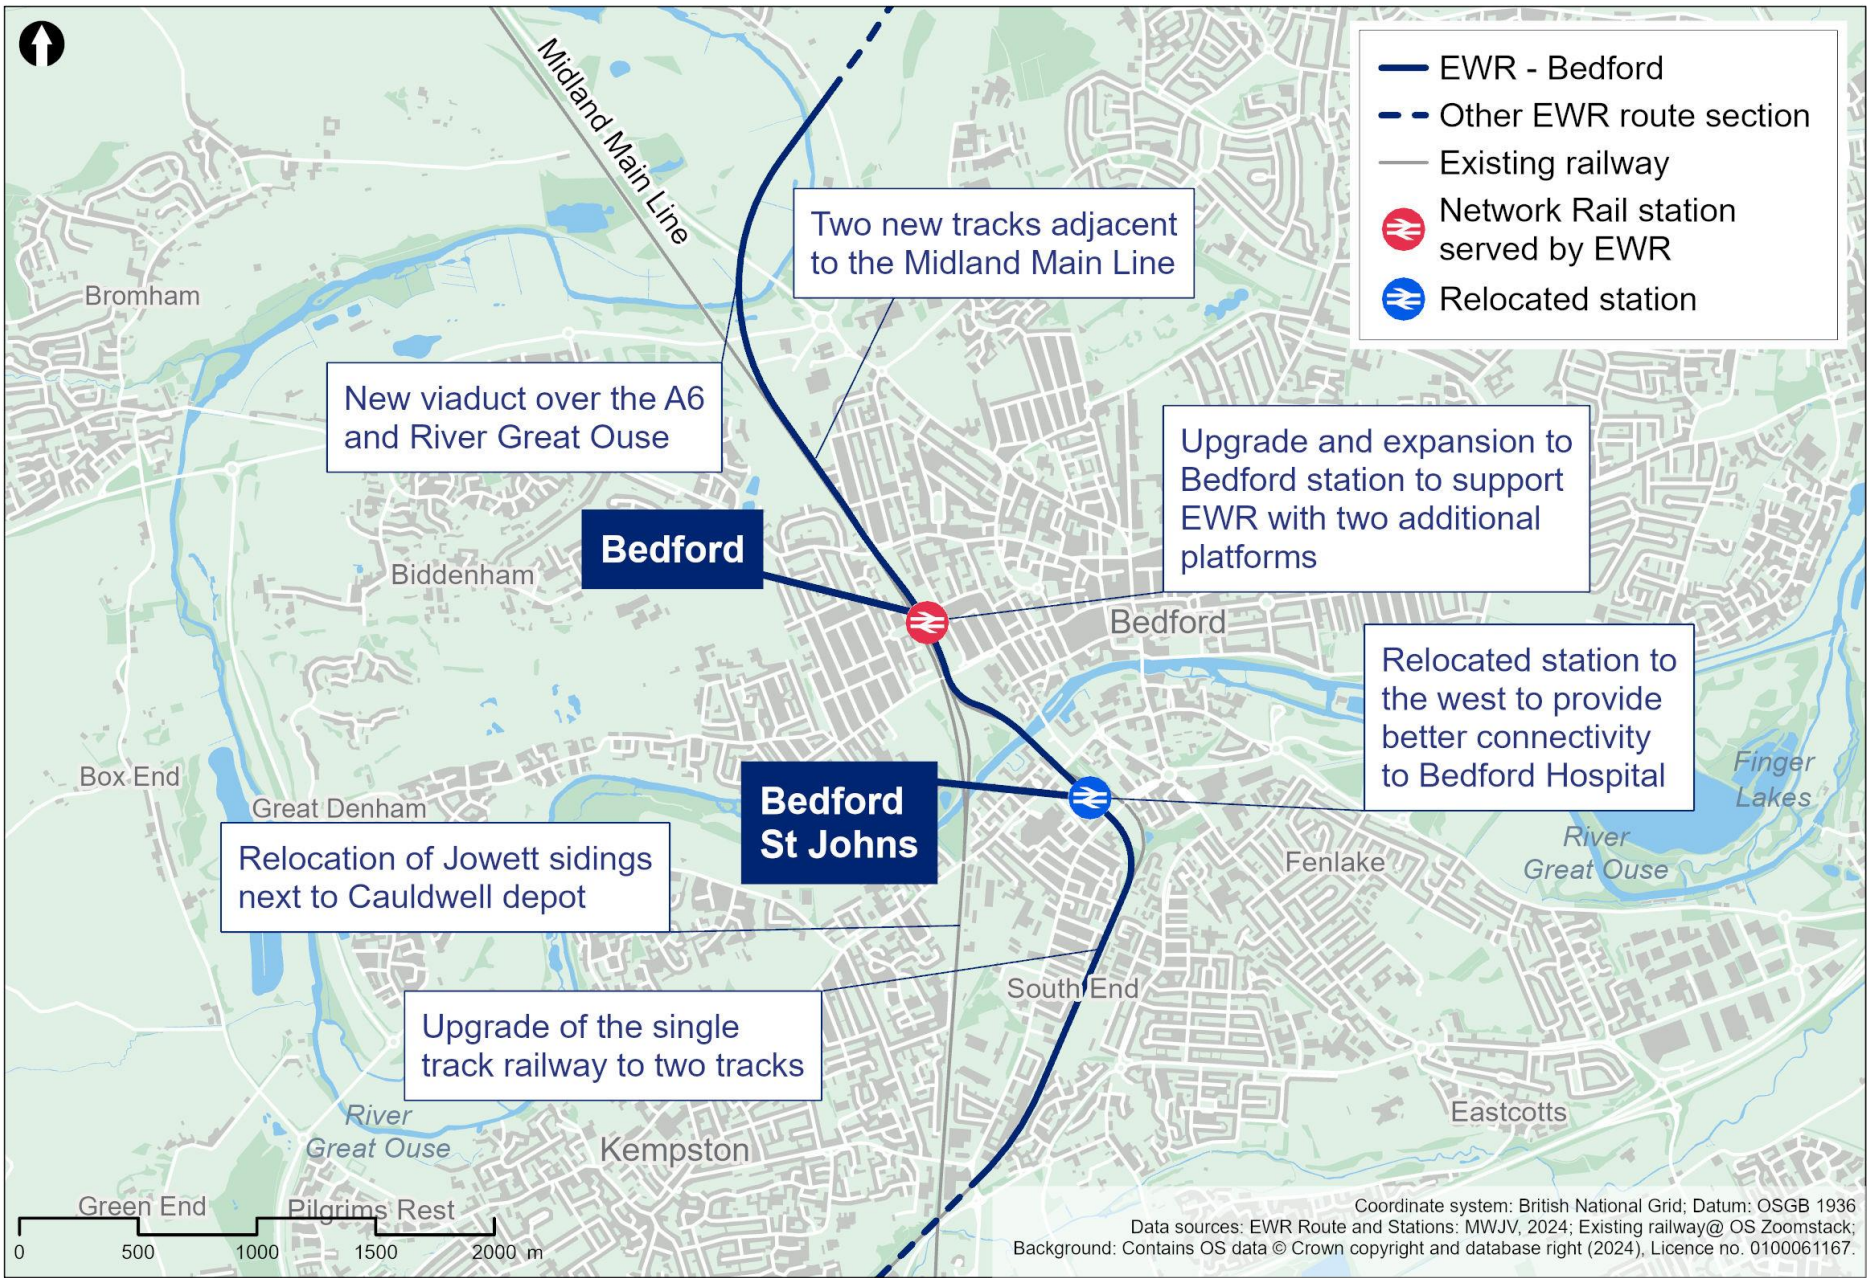 Midland Main Line
EWR - Bedford
Other EWR route section
Existing railway
Network Rail station
served by EWR
Relocated station
Two new tracks adjacent
to the Midland Main Line
Bromham
New viaduct over the A6
and River Great Ouse
Upgrade and expansion to
Bedford station to support
EWR with two additional
platforms
Bedford
Biddenham
Bedford
Relocated station to
the west to provide
better connectivity
to Bedford Hospital
Box End
Finger
Lakes
Great Denham
Bedford
St Johns
River
Great Ouse
Fenlake
Relocation of Jowett sidings
next to Cauldwell depot
South End
Upgrade of the single
track railway to two tracks
River
Great Ouse
Eastcotts
Kempston
Green End
Pilgrims Rest
0 500 1000 1500 2000 m
Coordinate system: British National Grid; Datum: OSGB 1936
Data sources: EWR Route and Stations: MWJV, 2024; Existing railway@ OS Zoomstack;
Background: Contains OS data © Crown copyright and database right (2024), Licence no. 0100061167.